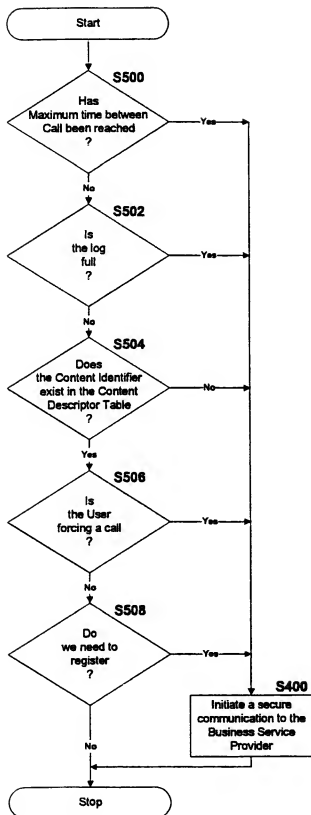 Start
S500
Has
Maximum time between
Call been reached
?
Yes
No
S502
Is
the log
full
?
Yes
No
S504
Does
the Content Identifier
exist in the Content
Descriptor Table
?
No
Yes
S506
Is
the User
forcing a call
?
Yes
No
S508
Do
we need to
register
?
Yes
No
S400
Initiate a secure
communication to the
Business Service
Provider
Stop